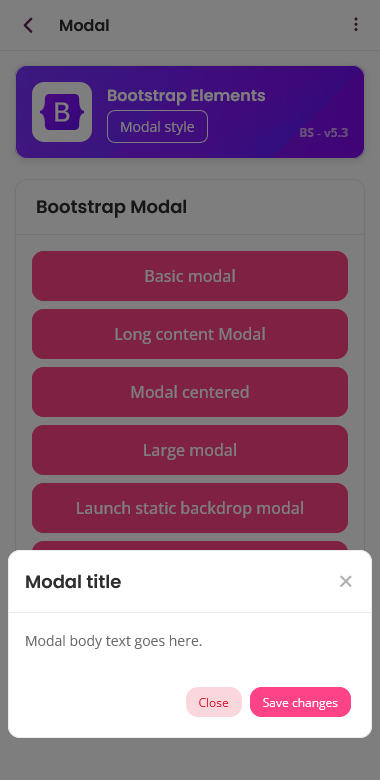 Modal
B
Bootstrap Elements
Modal style
BS - v5.3
Bootstrap Modal
Basic modal
Long content Modal
Modal centered
Large modal
Launch static backdrop modal
Modal title
Modal body text goes here.
Close
Save changes